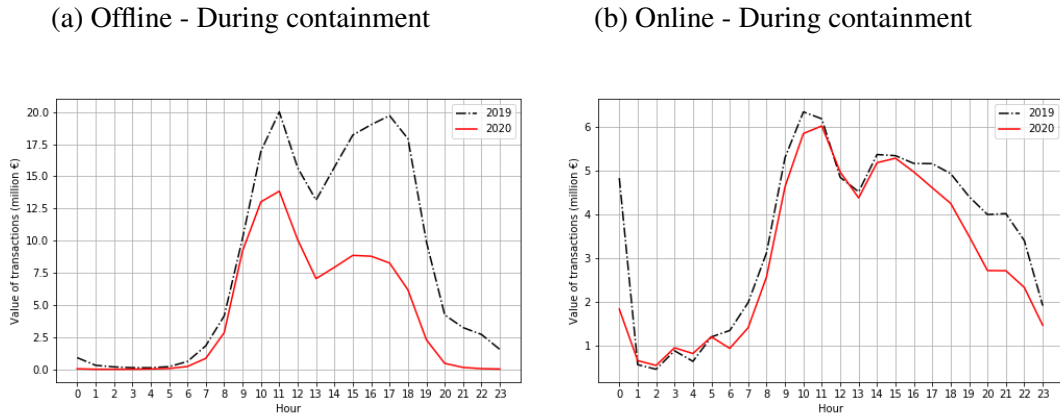 (a) Offline - During containment
(b) Online - During containment
20.0
17.5
15.0
12.5
10.0
7.5
5.0
2.5
0.0
Value of transactions (million €)
2019
2020
0 1 2 3 4 5 6 7 8 9 10 11 12 13 14 15 16 17 18 19 20 21 22 23
Hour
6
5
4
3
2
1
Value of transactions (million €)
2019
2020
0 1 2 3 4 5 6 7 8 9 10 11 12 13 14 15 16 17 18 19 20 21 22 23
Hour